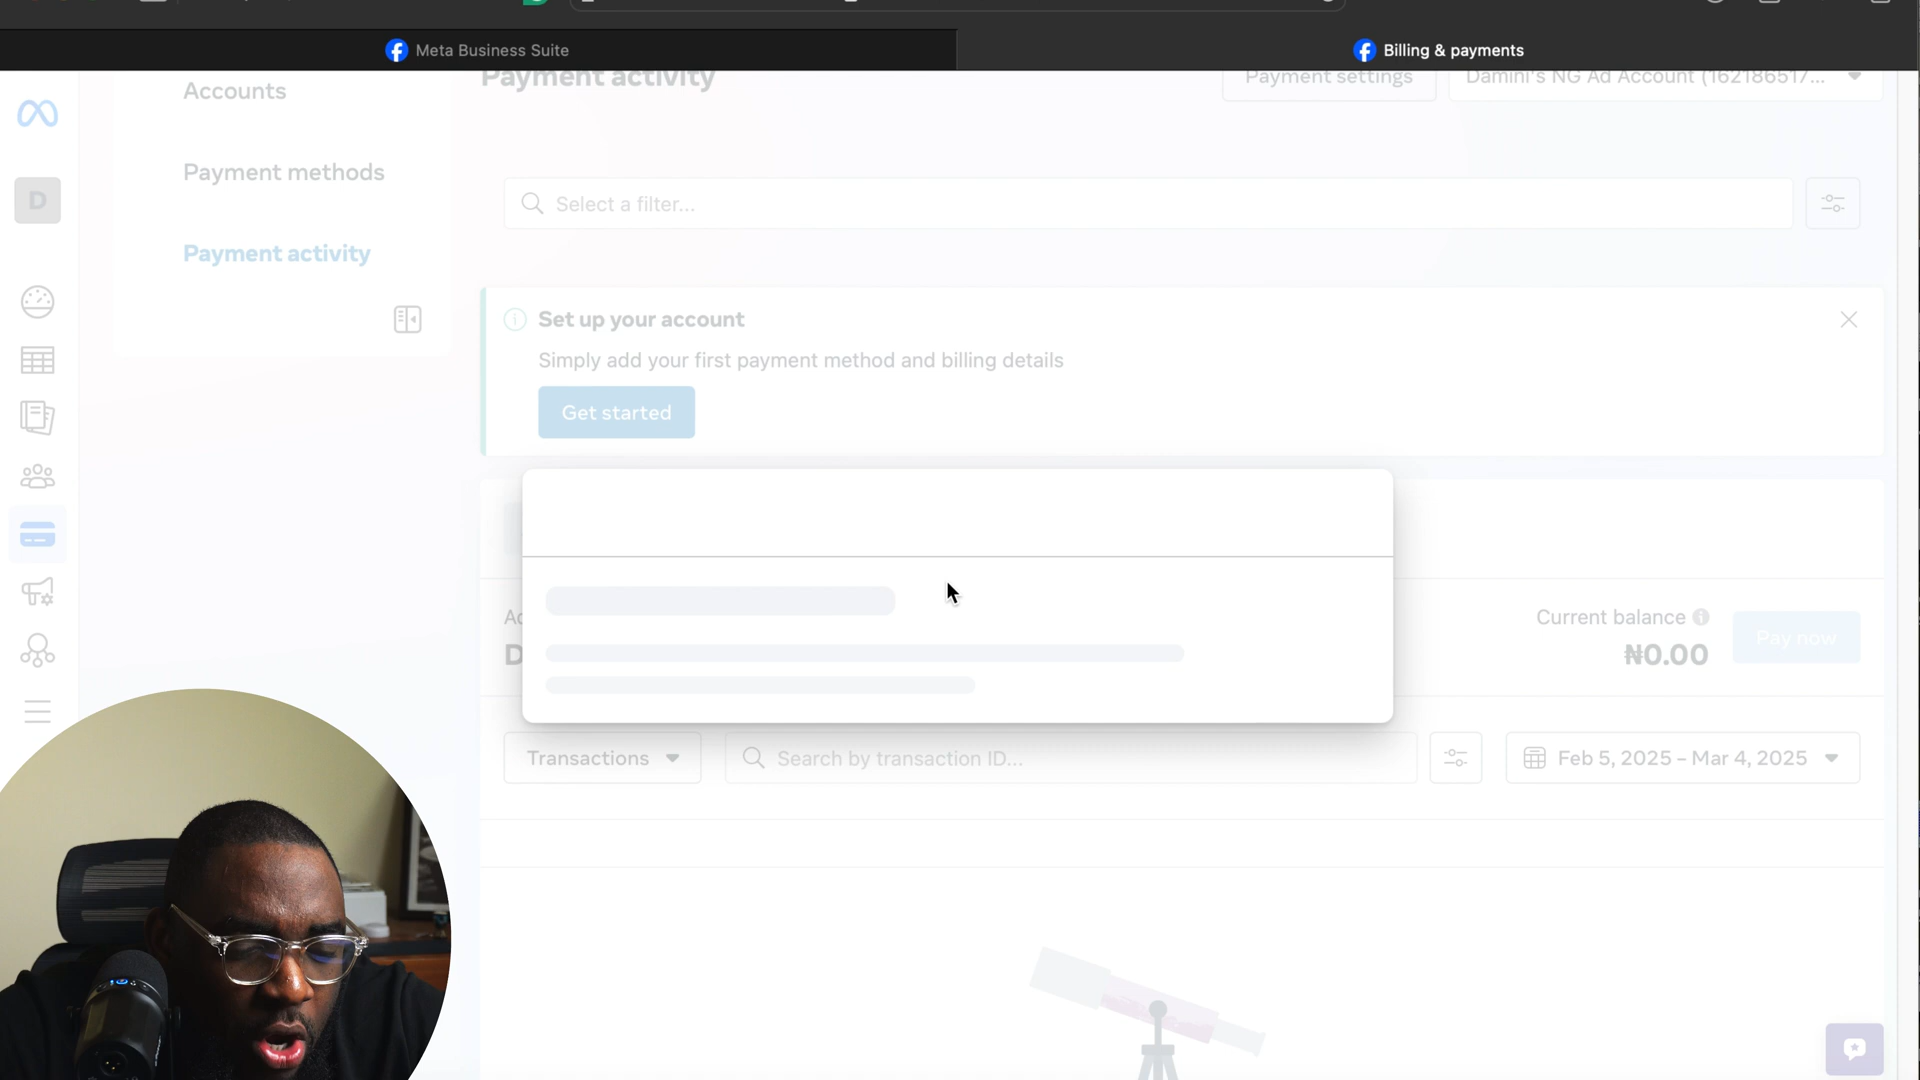 Meta Business Suite
Billing & payments
Accounts
Payment activity
Payment settings
Damini's NG Ad Account (162186517...
Payment methods
D
Select a filter...
Payment activity
Set up your account
Simply add your first payment method and billing details
Get started
Current balance
₦0.00
Pay now
Transactions
Search by transaction ID...
Feb 5, 2025 – Mar 4, 2025